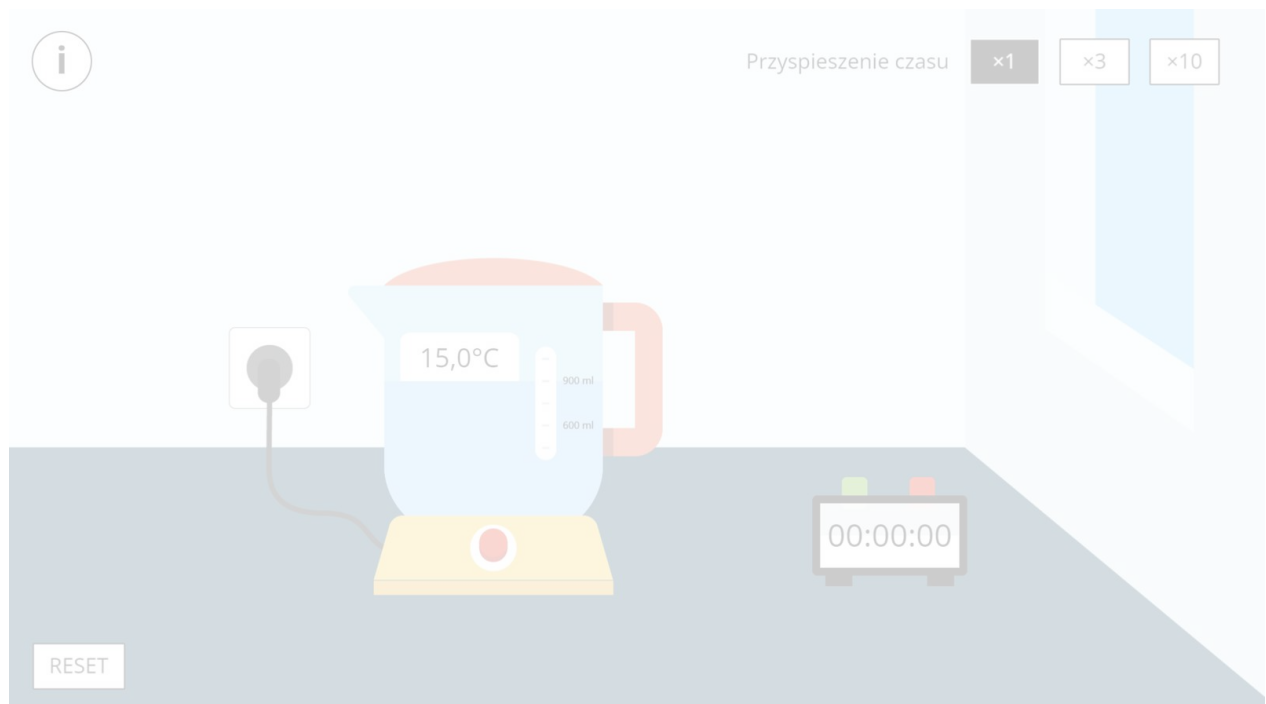 i
Przyspieszenie czasu ×1 ×3 ×10
15,0°C
900 ml
600 ml
00:00:00
RESET